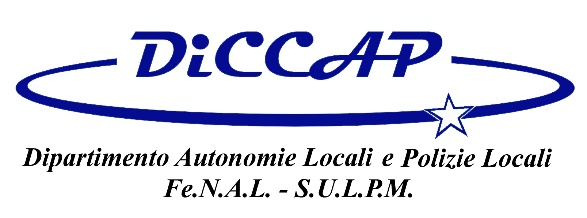 DiCCAP
Dipartimento Autonomie Locali e Polizie Locali
Fe.N.A.L. - S.U.L.P.M.